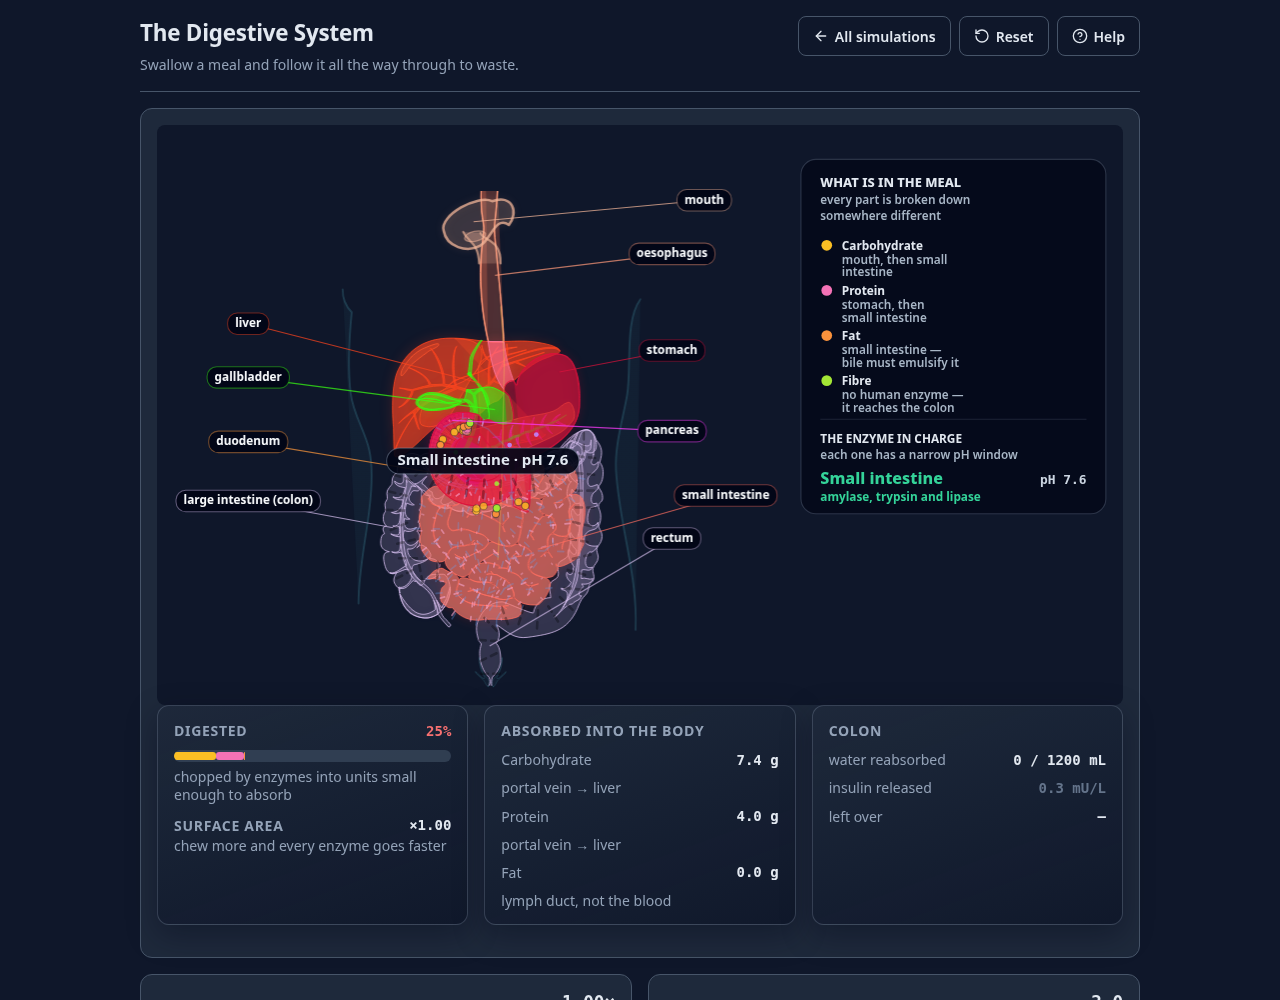 The Digestive System
Swallow a meal and follow it all the way through to waste.
All simulations
Reset
Help
mouth
oesophagus
liver
stomach
gallbladder
pancreas
duodenum
Small intestine · pH 7.6
large intestine (colon)
small intestine
rectum
WHAT IS IN THE MEAL
every part is broken down
somewhere different
Carbohydrate
mouth, then small
intestine
Protein
stomach, then
small intestine
Fat
small intestine —
bile must emulsify it
Fibre
no human enzyme —
it reaches the colon
THE ENZYME IN CHARGE
each one has a narrow pH window
Small intestine pH 7.6
amylase, trypsin and lipase
DIGESTED 25%
chopped by enzymes into units small
enough to absorb
SURFACE AREA ×1.00
chew more and every enzyme goes faster
ABSORBED INTO THE BODY
Carbohydrate 7.4 g
portal vein → liver
Protein 4.0 g
portal vein → liver
Fat 0.0 g
lymph duct, not the blood
COLON
water reabsorbed 0 / 1200 mL
insulin released 0.3 mU/L
left over —